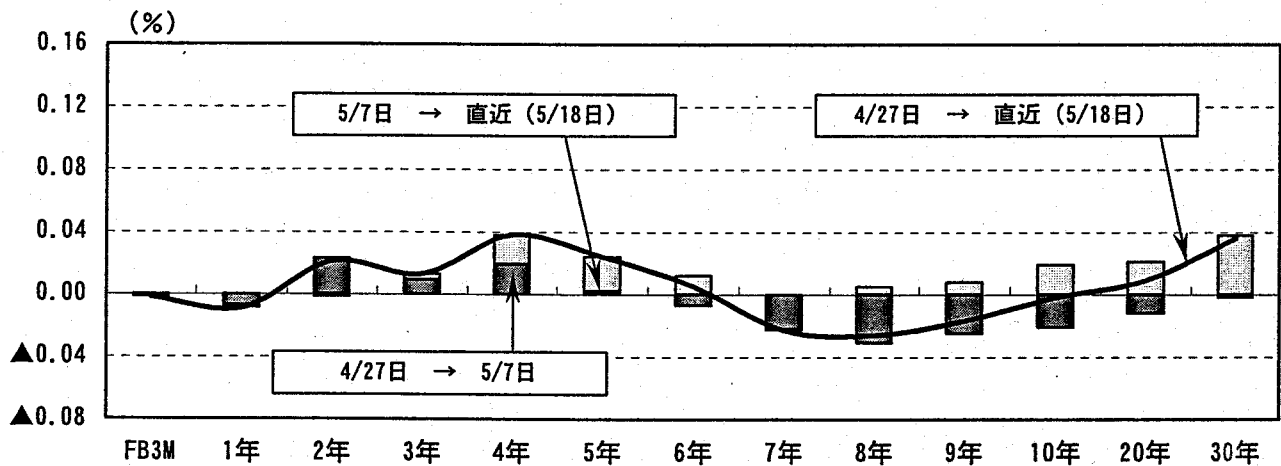 (%)
0.16
0.12
0.08
0.04
0.00
▲0.04
▲0.08
5/7日 → 直近(5/18日)
4/27日 → 直近(5/18日)
4/27日 → 5/7日
FB3M 1年 2年 3年 4年 5年 6年 7年 8年 9年 10年 20年 30年